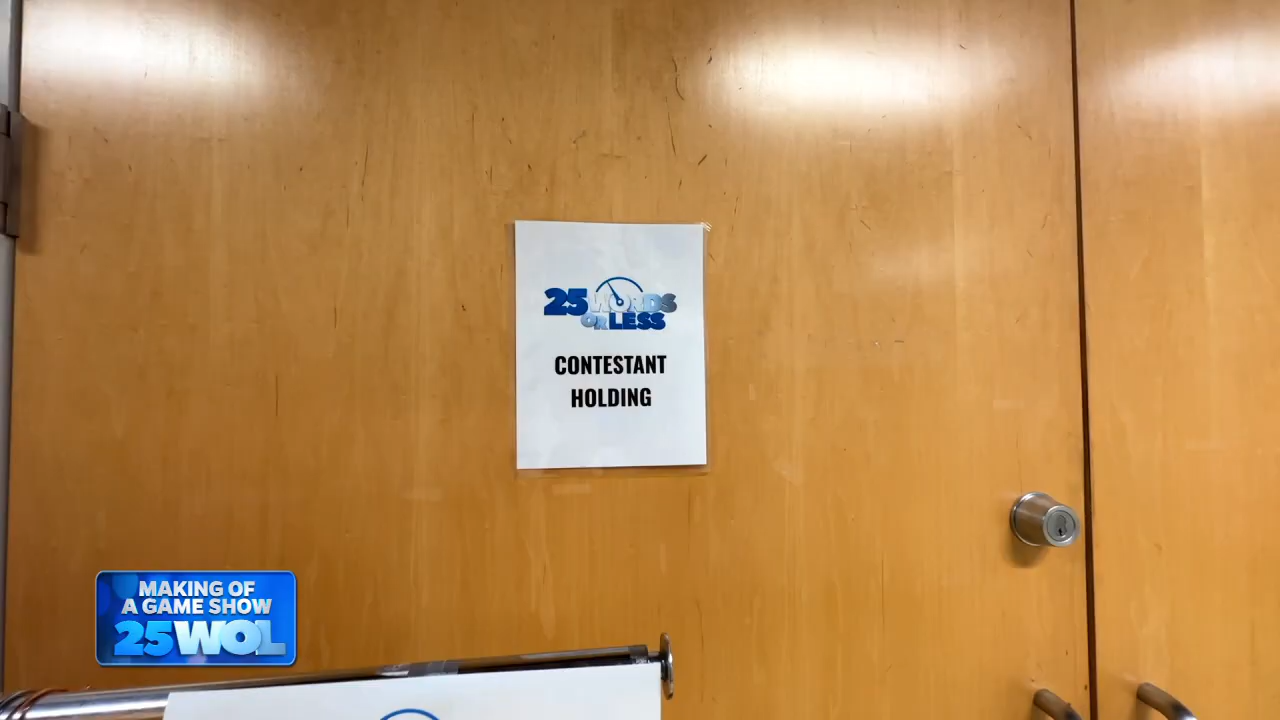 25 WORDS
OR LESS
CONTESTANT
HOLDING
MAKING OF
A GAME SHOW
25WOL